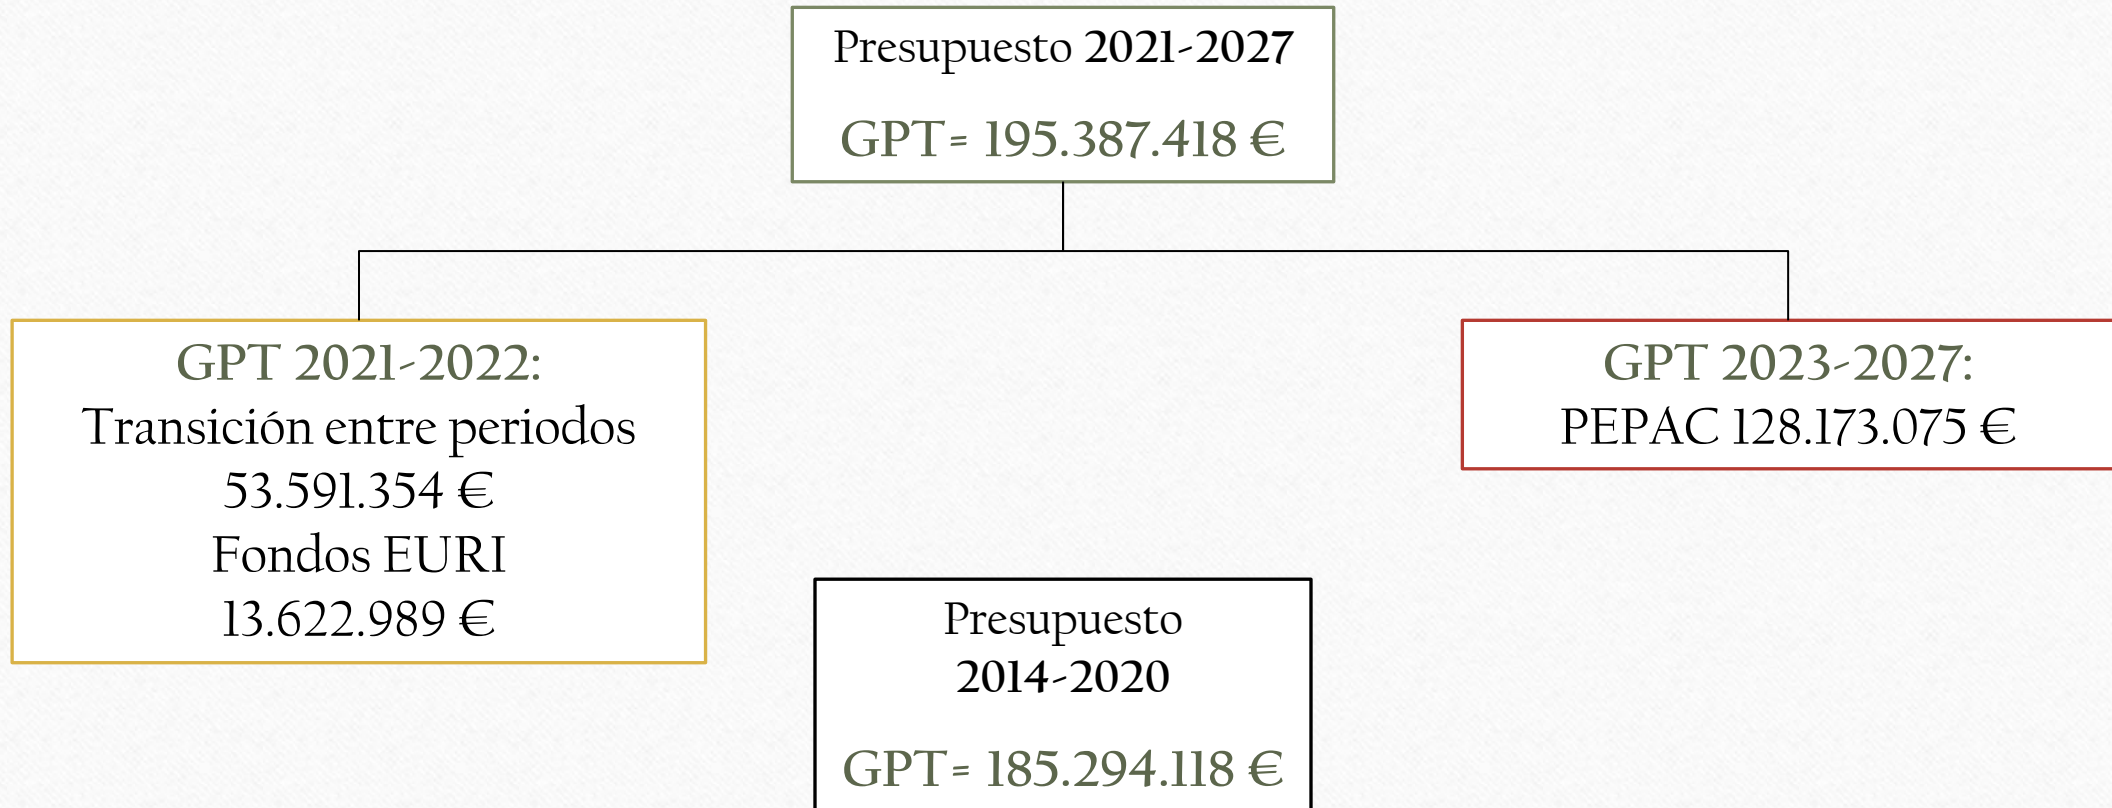 Presupuesto 2021-2027
GPT= 195.387.418 €
GPT 2021-2022:
Transición entre periodos
53.591.354 €
Fondos EURI
13.622.989 €
GPT 2023-2027:
PEPAC 128.173.075 €
Presupuesto
2014-2020
GPT= 185.294.118 €